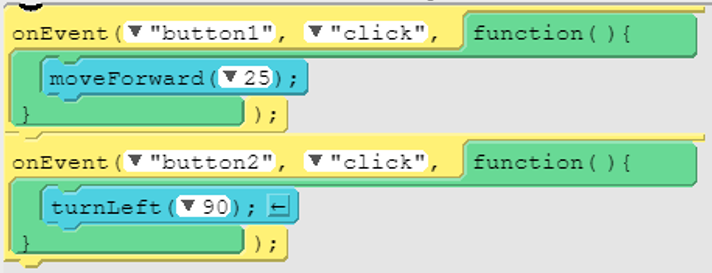 onEvent(▼"button1", ▼"click", function(){
moveForward(▼25);
} );
onEvent(▼"button2", ▼"click", function(){
turnLeft(▼90); ←
} );